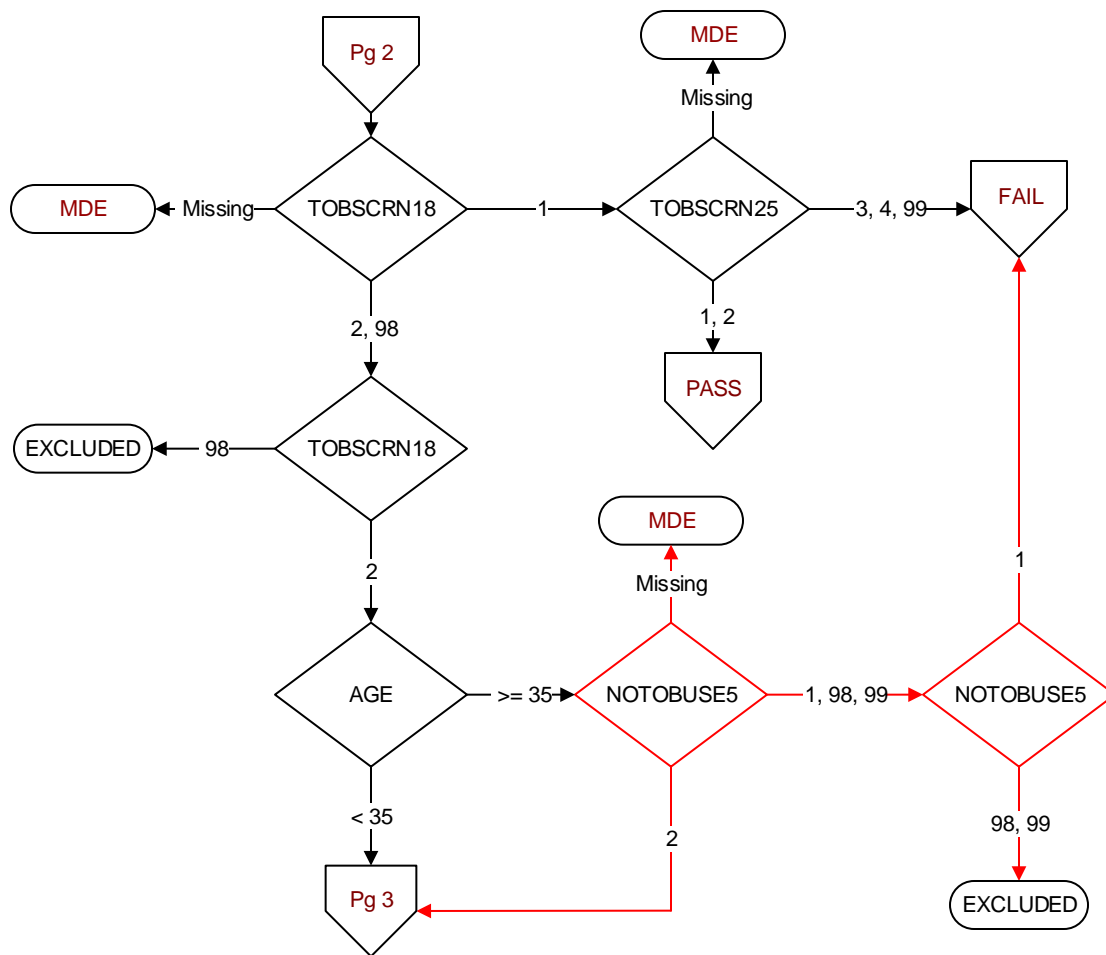 Pg 2
MDE
Missing
MDE
Missing
TOBSCRN18
1
TOBSCRN25
3, 4, 99
FAIL
2, 98
1, 2
PASS
EXCLUDED
98
TOBSCRN18
MDE
2
Missing
1
AGE
>= 35
NOTOBUSE5
1, 98, 99
NOTOBUSE5
< 35
2
98, 99
Pg 3
EXCLUDED